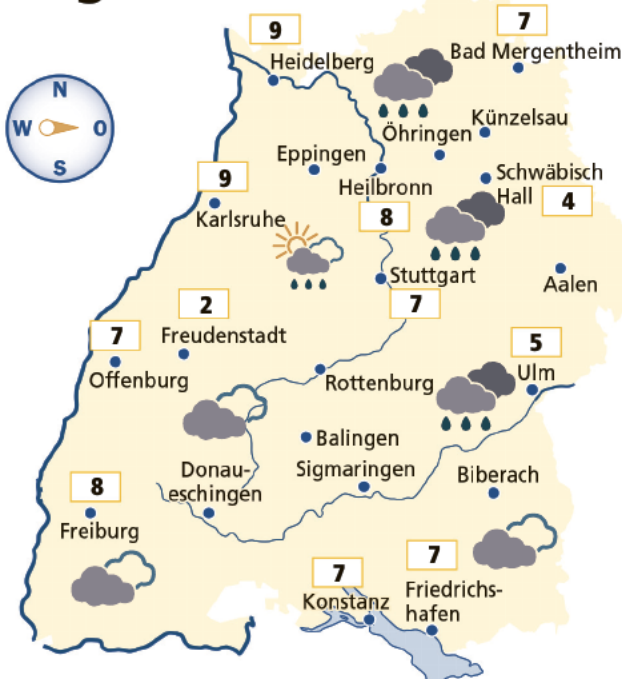 7
9
Bad Mergentheim
Heidelberg
N
W
O
S
Künzelsau
Öhringen
Eppingen
Heilbronn
Schwäbisch
Hall
4
9
Karlsruhe
8
Stuttgart
Aalen
7
2
Freudenstadt
7
Offenburg
5
Ulm
Rottenburg
Balingen
Donau-
eschingen
Sigmaringen
Biberach
8
Freiburg
7
Konstanz
7
Friedrichs-
hafen